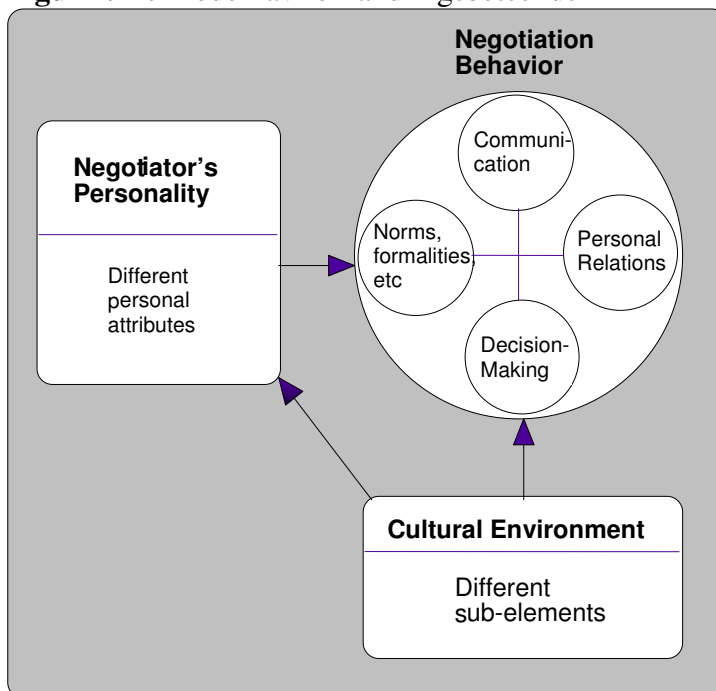 Negotiation
Behavior
Communi-
cation
Negotiator's
Personality
Norms,
formalities,
etc
Personal
Relations
Different
personal
attributes
Decision-
Making
Cultural Environment
Different
sub-elements